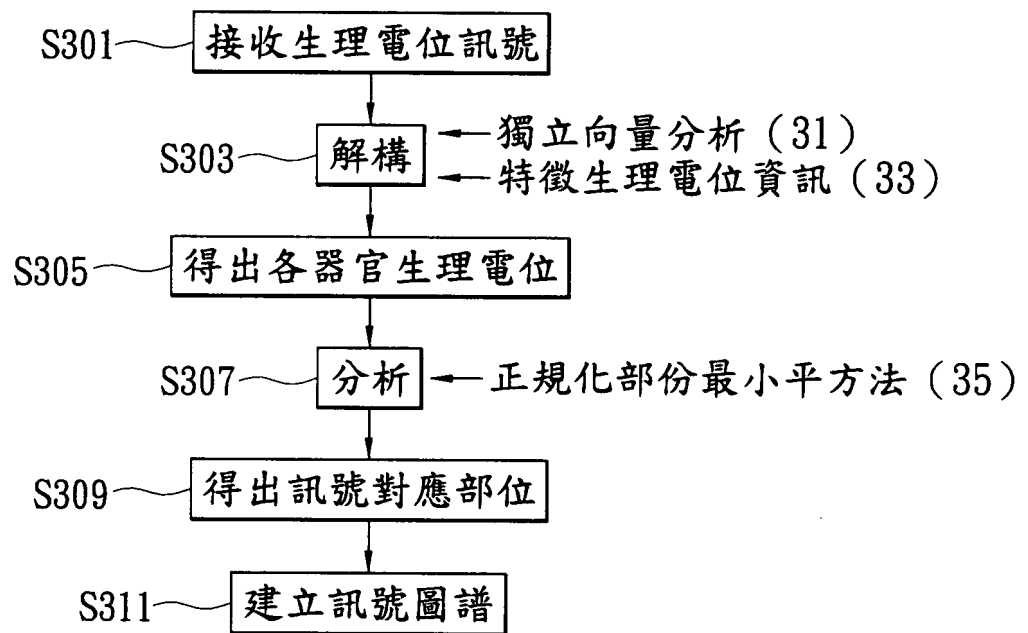 S301 接收生理電位訊號
獨立向量分析 (31)
S303 解構
特徵生理電位資訊 (33)
S305 得出各器官生理電位
S307 分析 正規化部份最小平方法 (35)
S309 得出訊號對應部位
S311 建立訊號圖譜